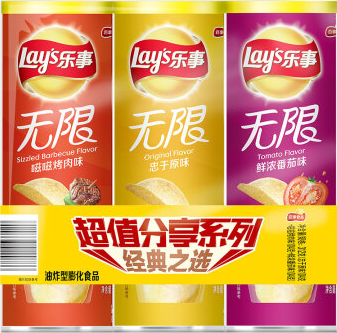 Lay's乐事
无限
Sizzled Barbecue Flavor
嗞嗞烤肉味
Lay's乐事
无限
Original Flavor
忠于原味
Lay's乐事
无限
Tomato Flavor
鲜浓番茄味
超值分享系列
经典之选
油炸型膨化食品